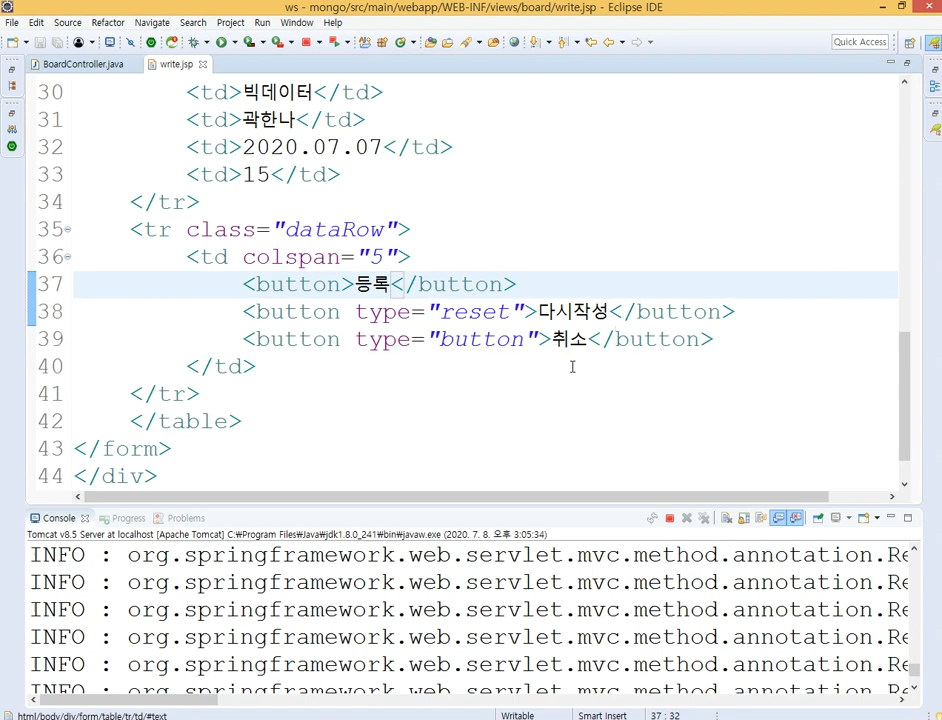 ws - mongo/src/main/webapp/WEB-INF/views/board/write.jsp - Eclipse IDE
File Edit Source Refactor Navigate Search Project Run Window Help
Quick Access
BoardController.java write.jsp
30 <td>빅데이터</td>
31 <td>곽한나</td>
32 <td>2020.07.07</td>
33 <td>15</td>
34 </tr>
35 <tr class="dataRow">
36 <td colspan="5">
37 <button>등록</button>
38 <button type="reset">다시작성</button>
39 <button type="button">취소</button>
40 </td>
41 </tr>
42 </table>
43 </form>
44 </div>
Console Progress Problems
Tomcat v8.5 Server at localhost [Apache Tomcat] C:₩Program Files₩Java₩jdk1.8.0_241₩bin₩javaw.exe (2020. 7. 8. 오후 3:05:34)
INFO : org.springframework.web.servlet.mvc.method.annotation.Re
INFO : org.springframework.web.servlet.mvc.method.annotation.Re
INFO : org.springframework.web.servlet.mvc.method.annotation.Re
INFO : org.springframework.web.servlet.mvc.method.annotation.Re
INFO : org.springframework.web.servlet.mvc.method.annotation.Re
INFO : org.springframework.web.servlet.mvc.method.annotation.Re
html/body/div/form/table/tr/td/#text Writable Smart Insert 37 : 32